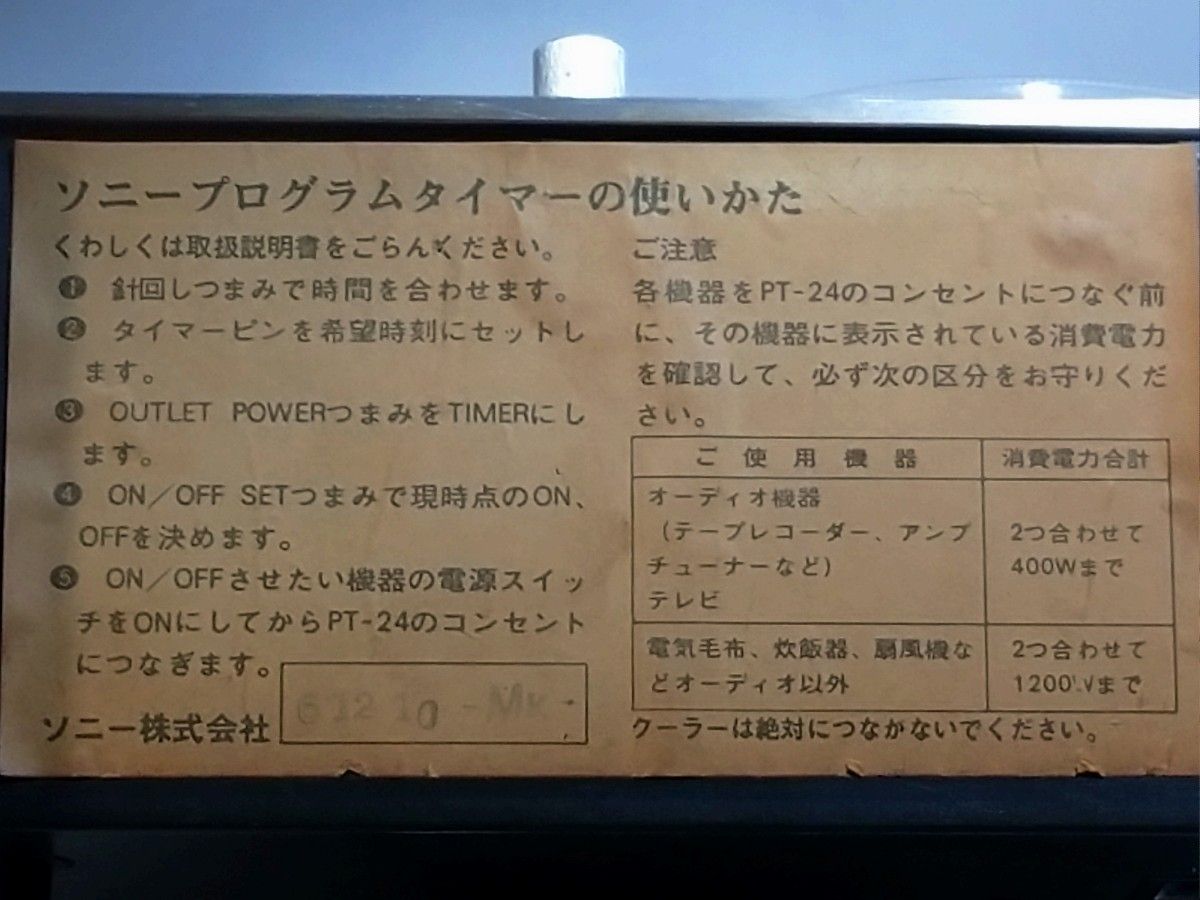 ソニープログラムタイマーの使いかた
くわしくは取扱説明書をごらんください。
❶ 針回しつまみで時間を合わせます。
❷ タイマーピンを希望時刻にセットし
ます。
❸ OUTLET POWERつまみをTIMERにし
ます。
❹ ON/OFF SETつまみで現時点のON、
OFFを決めます。
❺ ON/OFFさせたい機器の電源スイッ
チをONにしてからPT-24のコンセント
につなぎます。
ソニー株式会社
ご注意
各機器をPT-24のコンセントにつなぐ前
に、その機器に表示されている消費電力
を確認して、必ず次の区分をお守りくだ
さい。
ご使用機器 消費電力合計
オーディオ機器
(テープレコーダー、アンプ 2つ合わせて
チューナーなど) 400Wまで
テレビ
電気毛布、炊飯器、扇風機な 2つ合わせて
どオーディオ以外 1200Wまで
クーラーは絶対につながないでください。